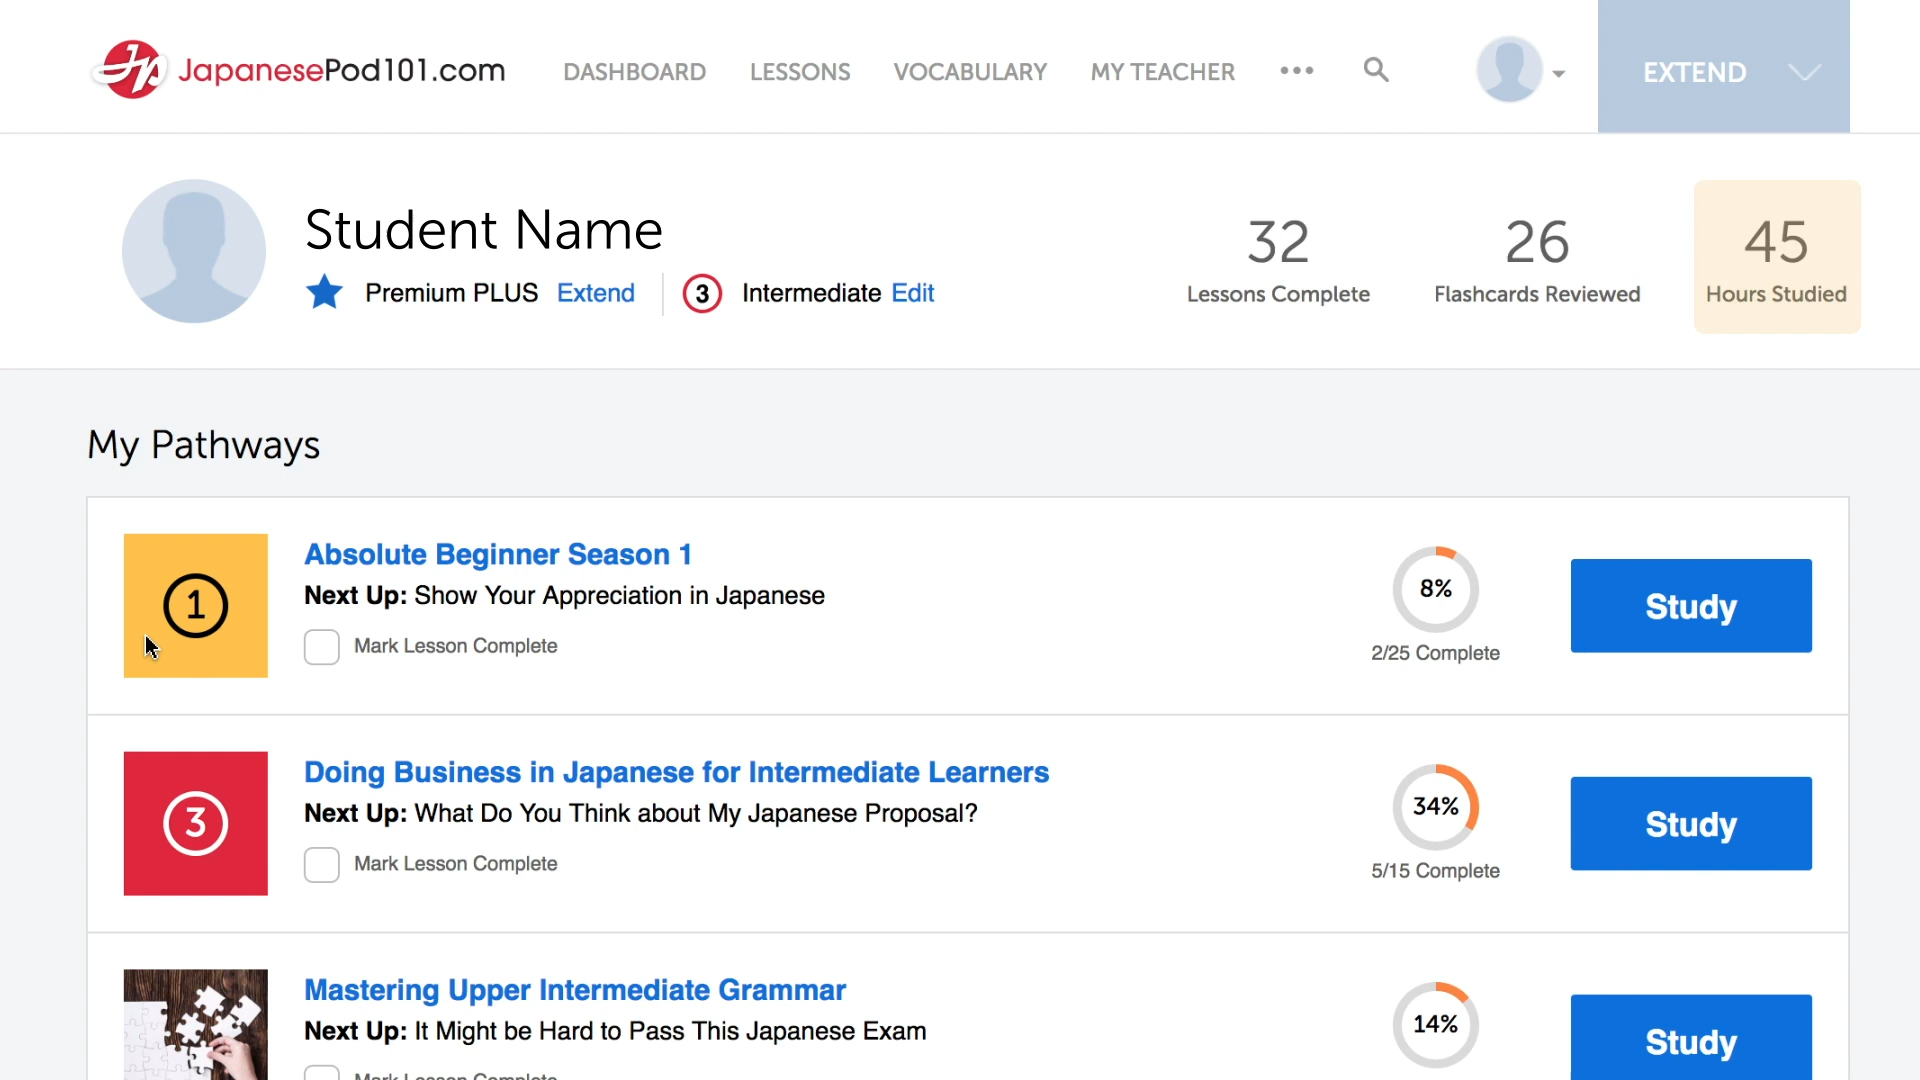 JapanesePod101.com
DASHBOARD
LESSONS
VOCABULARY
MY TEACHER
EXTEND
Student Name
Premium PLUS Extend
3 Intermediate Edit
32
Lessons Complete
26
Flashcards Reviewed
45
Hours Studied
My Pathways
1
Absolute Beginner Season 1
Next Up: Show Your Appreciation in Japanese
Mark Lesson Complete
8%
2/25 Complete
Study
3
Doing Business in Japanese for Intermediate Learners
Next Up: What Do You Think about My Japanese Proposal?
Mark Lesson Complete
34%
5/15 Complete
Study
Mastering Upper Intermediate Grammar
Next Up: It Might be Hard to Pass This Japanese Exam
Mark Lesson Complete
14%
Study